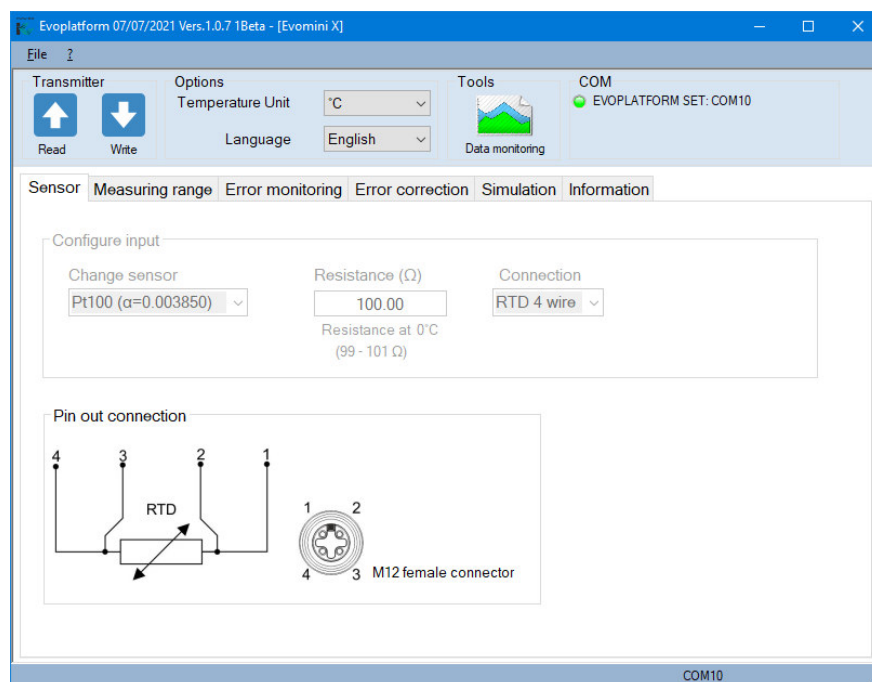 Evoplatform 07/07/2021 Vers.1.0.7 1Beta - [Evomini X]
File ?
Transmitter Options Tools COM
Temperature Unit °C
EVOPLATFORM SET: COM10
Language English
Read Write Data monitoring
Sensor Measuring range Error monitoring Error correction Simulation Information
Configure input
Change sensor Resistance (Ω) Connection
Pt100 (α=0.003850) 100.00 RTD 4 wire
Resistance at 0°C
(99 - 101 Ω)
Pin out connection
4 3 2 1
RTD
1 2
4 3 M12 female connector
COM10